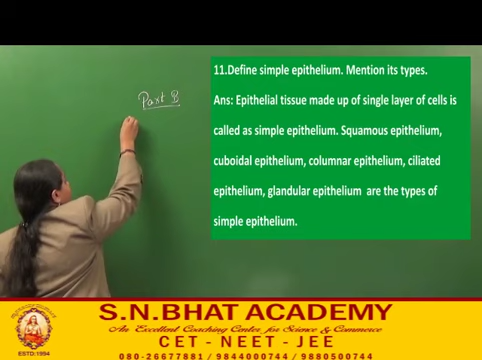 Part B
11.Define simple epithelium. Mention its types.
Ans: Epithelial tissue made up of single layer of cells is
called as simple epithelium. Squamous epithelium,
cuboidal epithelium, columnar epithelium, ciliated
epithelium, glandular epithelium are the types of
simple epithelium.
S.N.BHAT ACADEMY
An Excellent Coaching Center for Science & Commerce
CET - NEET - JEE
ESTD:1994
080-26677881 / 9844000744 / 9880500744